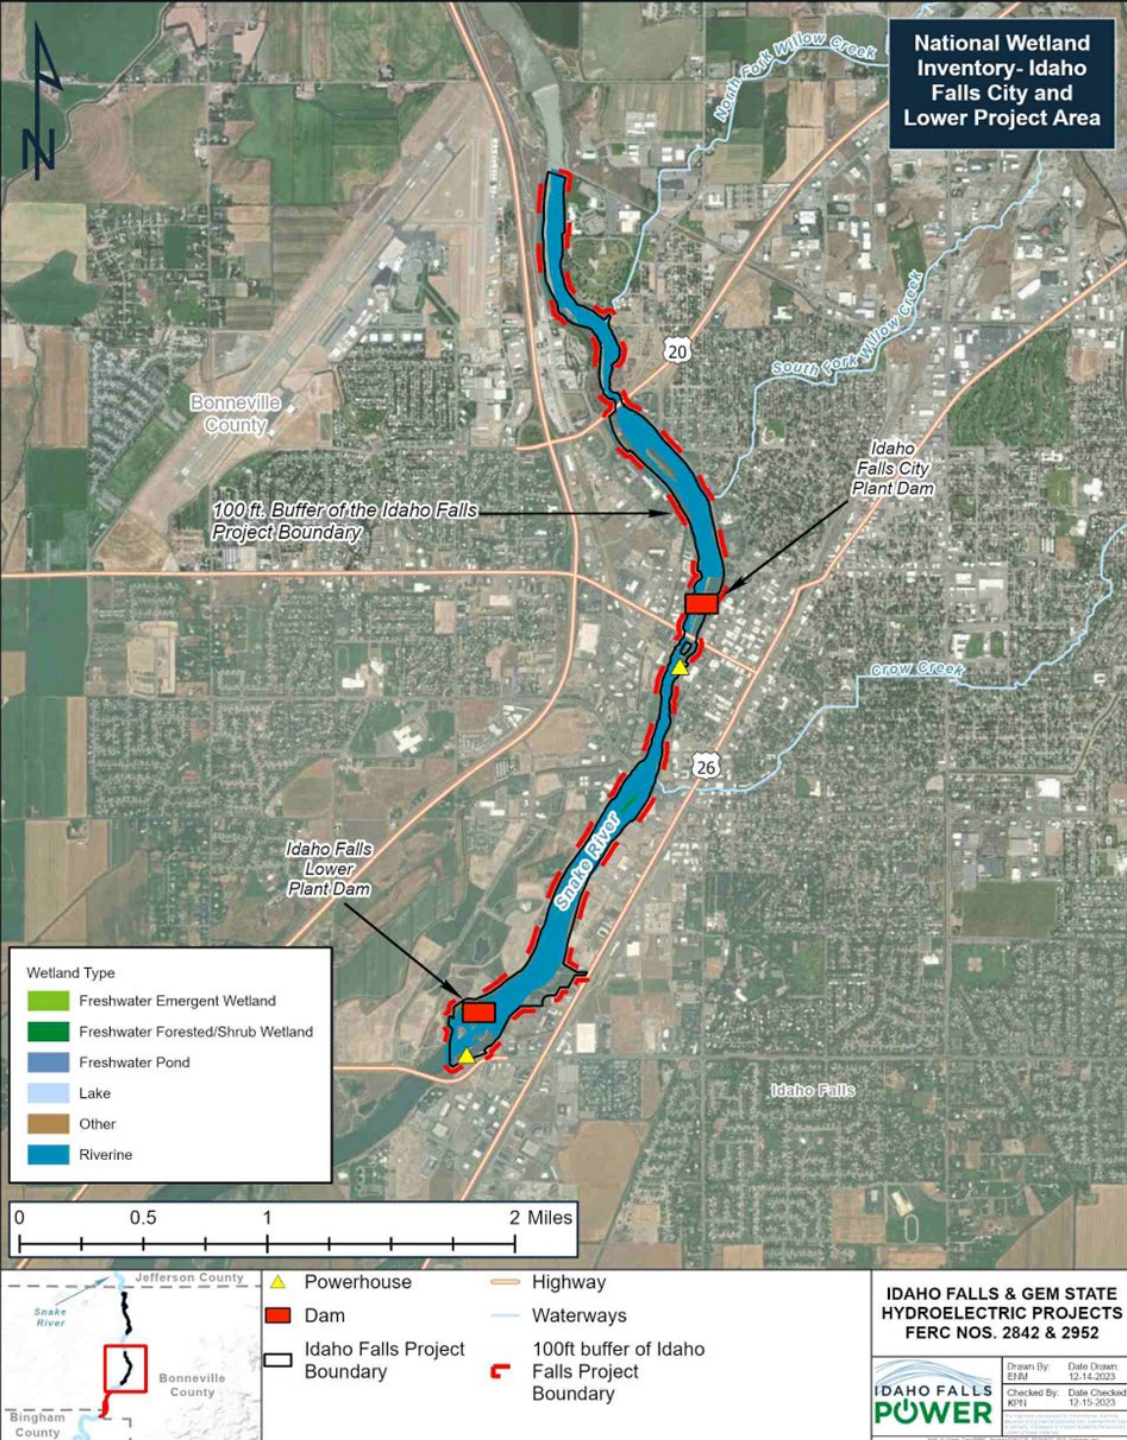 N
National Wetland
Inventory- Idaho
Falls City and
Lower Project Area
North Fork Willow Creek
20
South Fork Willow Creek
Bonneville
County
Idaho
Falls City
Plant Dam
100 ft. Buffer of the Idaho Falls
Project Boundary
Crow Creek
26
Snake River
Idaho Falls
Lower
Plant Dam
Idaho Falls
Wetland Type
Freshwater Emergent Wetland
Freshwater Forested/Shrub Wetland
Freshwater Pond
Lake
Other
Riverine
0 0.5 1 2 Miles
Jefferson County
Snake
River
Bonneville
County
Bingham
County
Powerhouse
Dam
Idaho Falls Project
Boundary
Highway
Waterways
100ft buffer of Idaho
Falls Project
Boundary
IDAHO FALLS & GEM STATE
HYDROELECTRIC PROJECTS
FERC NOS. 2842 & 2952
IDAHO FALLS
POWER
Drawn By:
ENM
Date Drawn:
12-14-2023
Checked By:
KPN
Date Checked:
12-15-2023